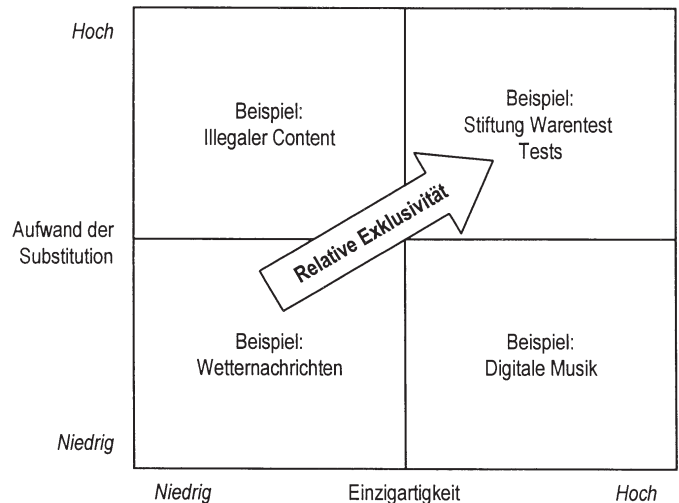 Hoch
Beispiel:
Illegaler Content
Beispiel:
Stiftung Warentest
Tests
Aufwand der
Substitution
Relative Exklusivität
Beispiel:
Wetternachrichten
Beispiel:
Digitale Musik
Niedrig
Niedrig
Einzigartigkeit
Hoch